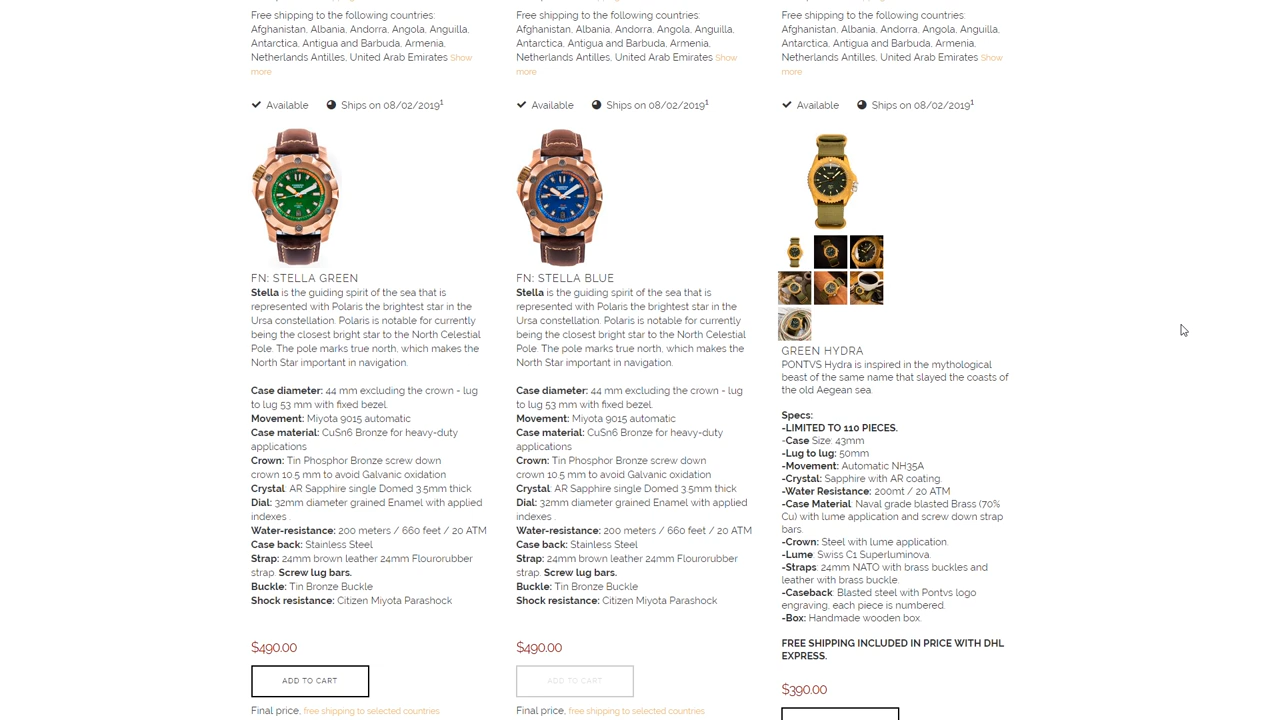 Free shipping to the following countries:
Afghanistan, Albania, Andorra, Angola, Anguilla,
Antarctica, Antigua and Barbuda, Armenia,
Netherlands Antilles, United Arab Emirates Show
more
✓ Available Ships on 08/02/2019¹
FN: STELLA GREEN
Stella is the guiding spirit of the sea that is
represented with Polaris the brightest star in the
Ursa constellation. Polaris is notable for currently
being the closest bright star to the North Celestial
Pole. The pole marks true north, which makes the
North Star important in navigation.
Case diameter: 44 mm excluding the crown - lug
to lug 53 mm with fixed bezel.
Movement: Miyota 9015 automatic
Case material: CuSn6 Bronze for heavy-duty
applications
Crown: Tin Phosphor Bronze screw down
crown 10.5 mm to avoid Galvanic oxidation
Crystal: AR Sapphire single Domed 3.5mm thick
Dial: 32mm diameter grained Enamel with applied
indexes .
Water-resistance: 200 meters / 660 feet / 20 ATM
Case back: Stainless Steel
Strap: 24mm brown leather 24mm Flourorubber
strap. Screw lug bars.
Buckle: Tin Bronze Buckle
Shock resistance: Citizen Miyota Parashock
$490.00
ADD TO CART
Final price, free shipping to selected countries
Free shipping to the following countries:
Afghanistan, Albania, Andorra, Angola, Anguilla,
Antarctica, Antigua and Barbuda, Armenia,
Netherlands Antilles, United Arab Emirates Show
more
✓ Available Ships on 08/02/2019¹
FN: STELLA BLUE
Stella is the guiding spirit of the sea that is
represented with Polaris the brightest star in the
Ursa constellation. Polaris is notable for currently
being the closest bright star to the North Celestial
Pole. The pole marks true north, which makes the
North Star important in navigation.
Case diameter: 44 mm excluding the crown - lug
to lug 53 mm with fixed bezel.
Movement: Miyota 9015 automatic
Case material: CuSn6 Bronze for heavy-duty
applications
Crown: Tin Phosphor Bronze screw down
crown 10.5 mm to avoid Galvanic oxidation
Crystal: AR Sapphire single Domed 3.5mm thick
Dial: 32mm diameter grained Enamel with applied
indexes .
Water-resistance: 200 meters / 660 feet / 20 ATM
Case back: Stainless Steel
Strap: 24mm brown leather 24mm Flourorubber
strap. Screw lug bars.
Buckle: Tin Bronze Buckle
Shock resistance: Citizen Miyota Parashock
$490.00
ADD TO CART
Final price, free shipping to selected countries
Free shipping to the following countries:
Afghanistan, Albania, Andorra, Angola, Anguilla,
Antarctica, Antigua and Barbuda, Armenia,
Netherlands Antilles, United Arab Emirates Show
more
✓ Available Ships on 08/02/2019¹
GREEN HYDRA
PONTVS Hydra is inspired in the mythological
beast of the same name that slayed the coasts of
the old Aegean sea.
Specs:
-LIMITED TO 110 PIECES.
-Case Size: 43mm
-Lug to lug: 50mm
-Movement: Automatic NH35A
-Crystal: Sapphire with AR coating.
-Water Resistance: 200mt / 20 ATM
-Case Material: Naval grade blasted Brass (70%
Cu) with lume application and screw down strap
bars.
-Crown: Steel with lume application.
-Lume: Swiss C1 Superluminova.
-Straps: 24mm NATO with brass buckles and
leather with brass buckle.
-Caseback: Blasted steel with Pontvs logo
engraving, each piece is numbered.
-Box: Handmade wooden box.
FREE SHIPPING INCLUDED IN PRICE WITH DHL
EXPRESS.
$390.00